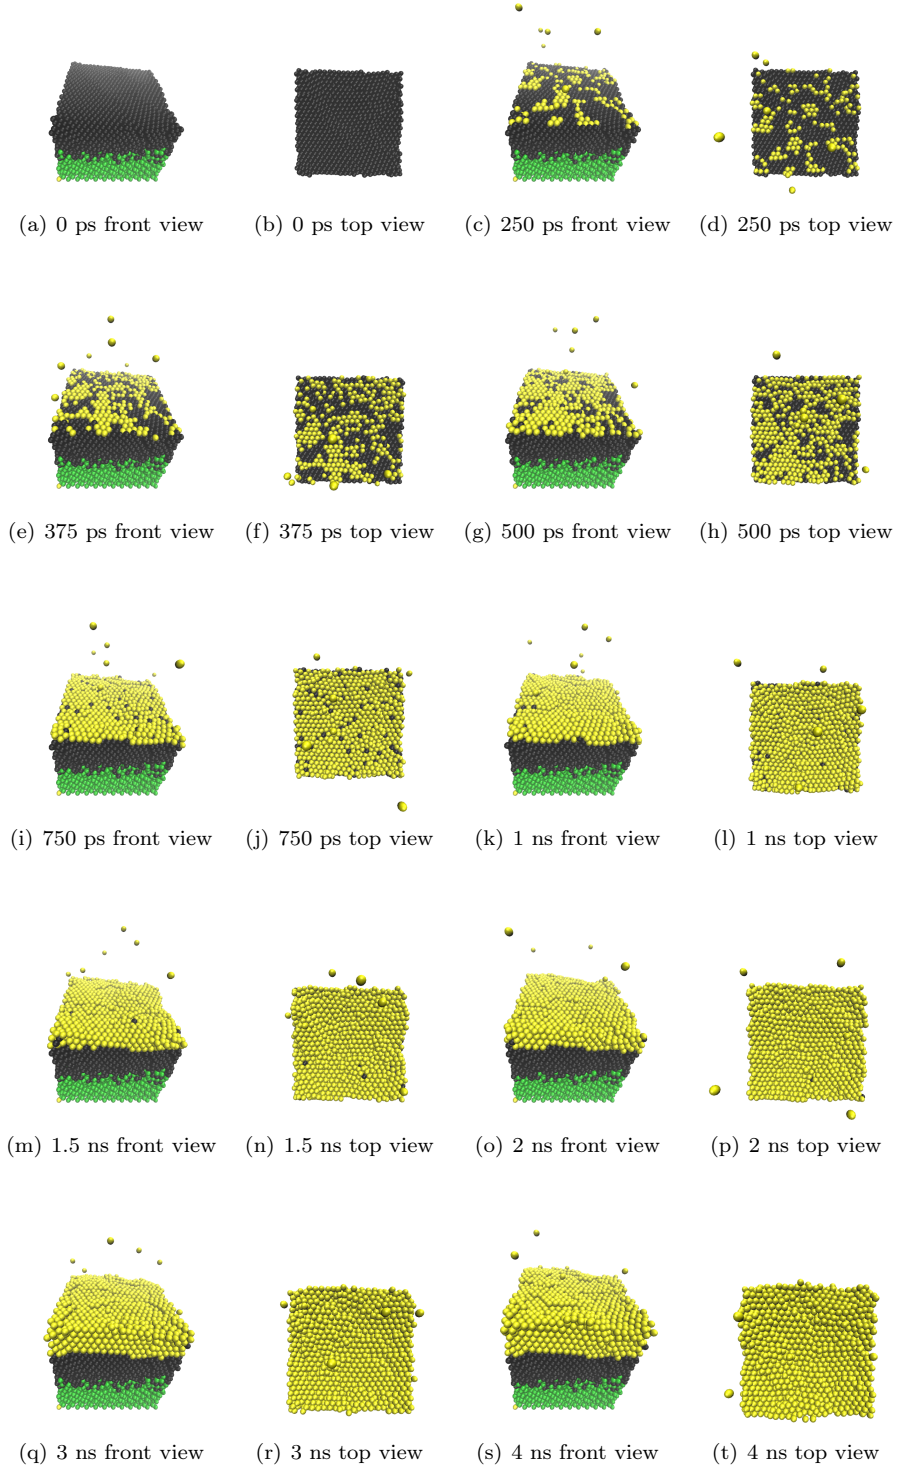 (a) 0 ps front view
(b) 0 ps top view
(c) 250 ps front view
(d) 250 ps top view
(e) 375 ps front view
(f) 375 ps top view
(g) 500 ps front view
(h) 500 ps top view
(i) 750 ps front view
(j) 750 ps top view
(k) 1 ns front view
(l) 1 ns top view
(m) 1.5 ns front view
(n) 1.5 ns top view
(o) 2 ns front view
(p) 2 ns top view
(q) 3 ns front view
(r) 3 ns top view
(s) 4 ns front view
(t) 4 ns top view